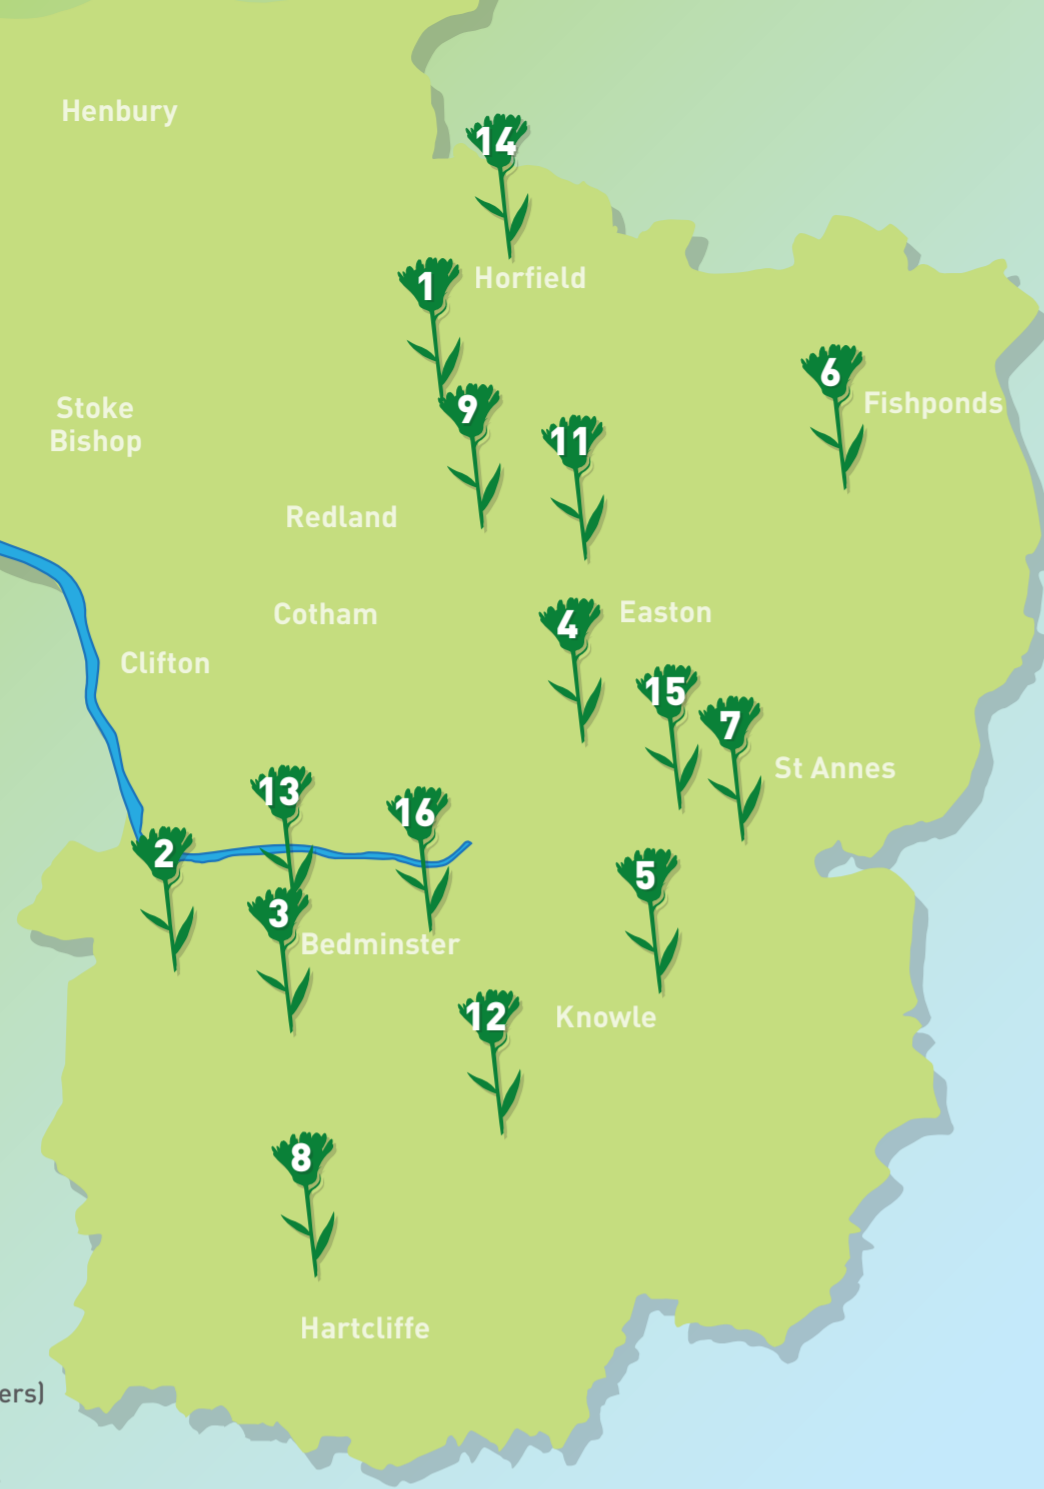 Henbury
14
1
Horfield
6
Fishponds
Stoke
Bishop
9
11
Redland
Cotham
4
Easton
Clifton
15
7
St Annes
13
16
2
5
3
Bedminster
12
Knowle
8
Hartcliffe
ers)